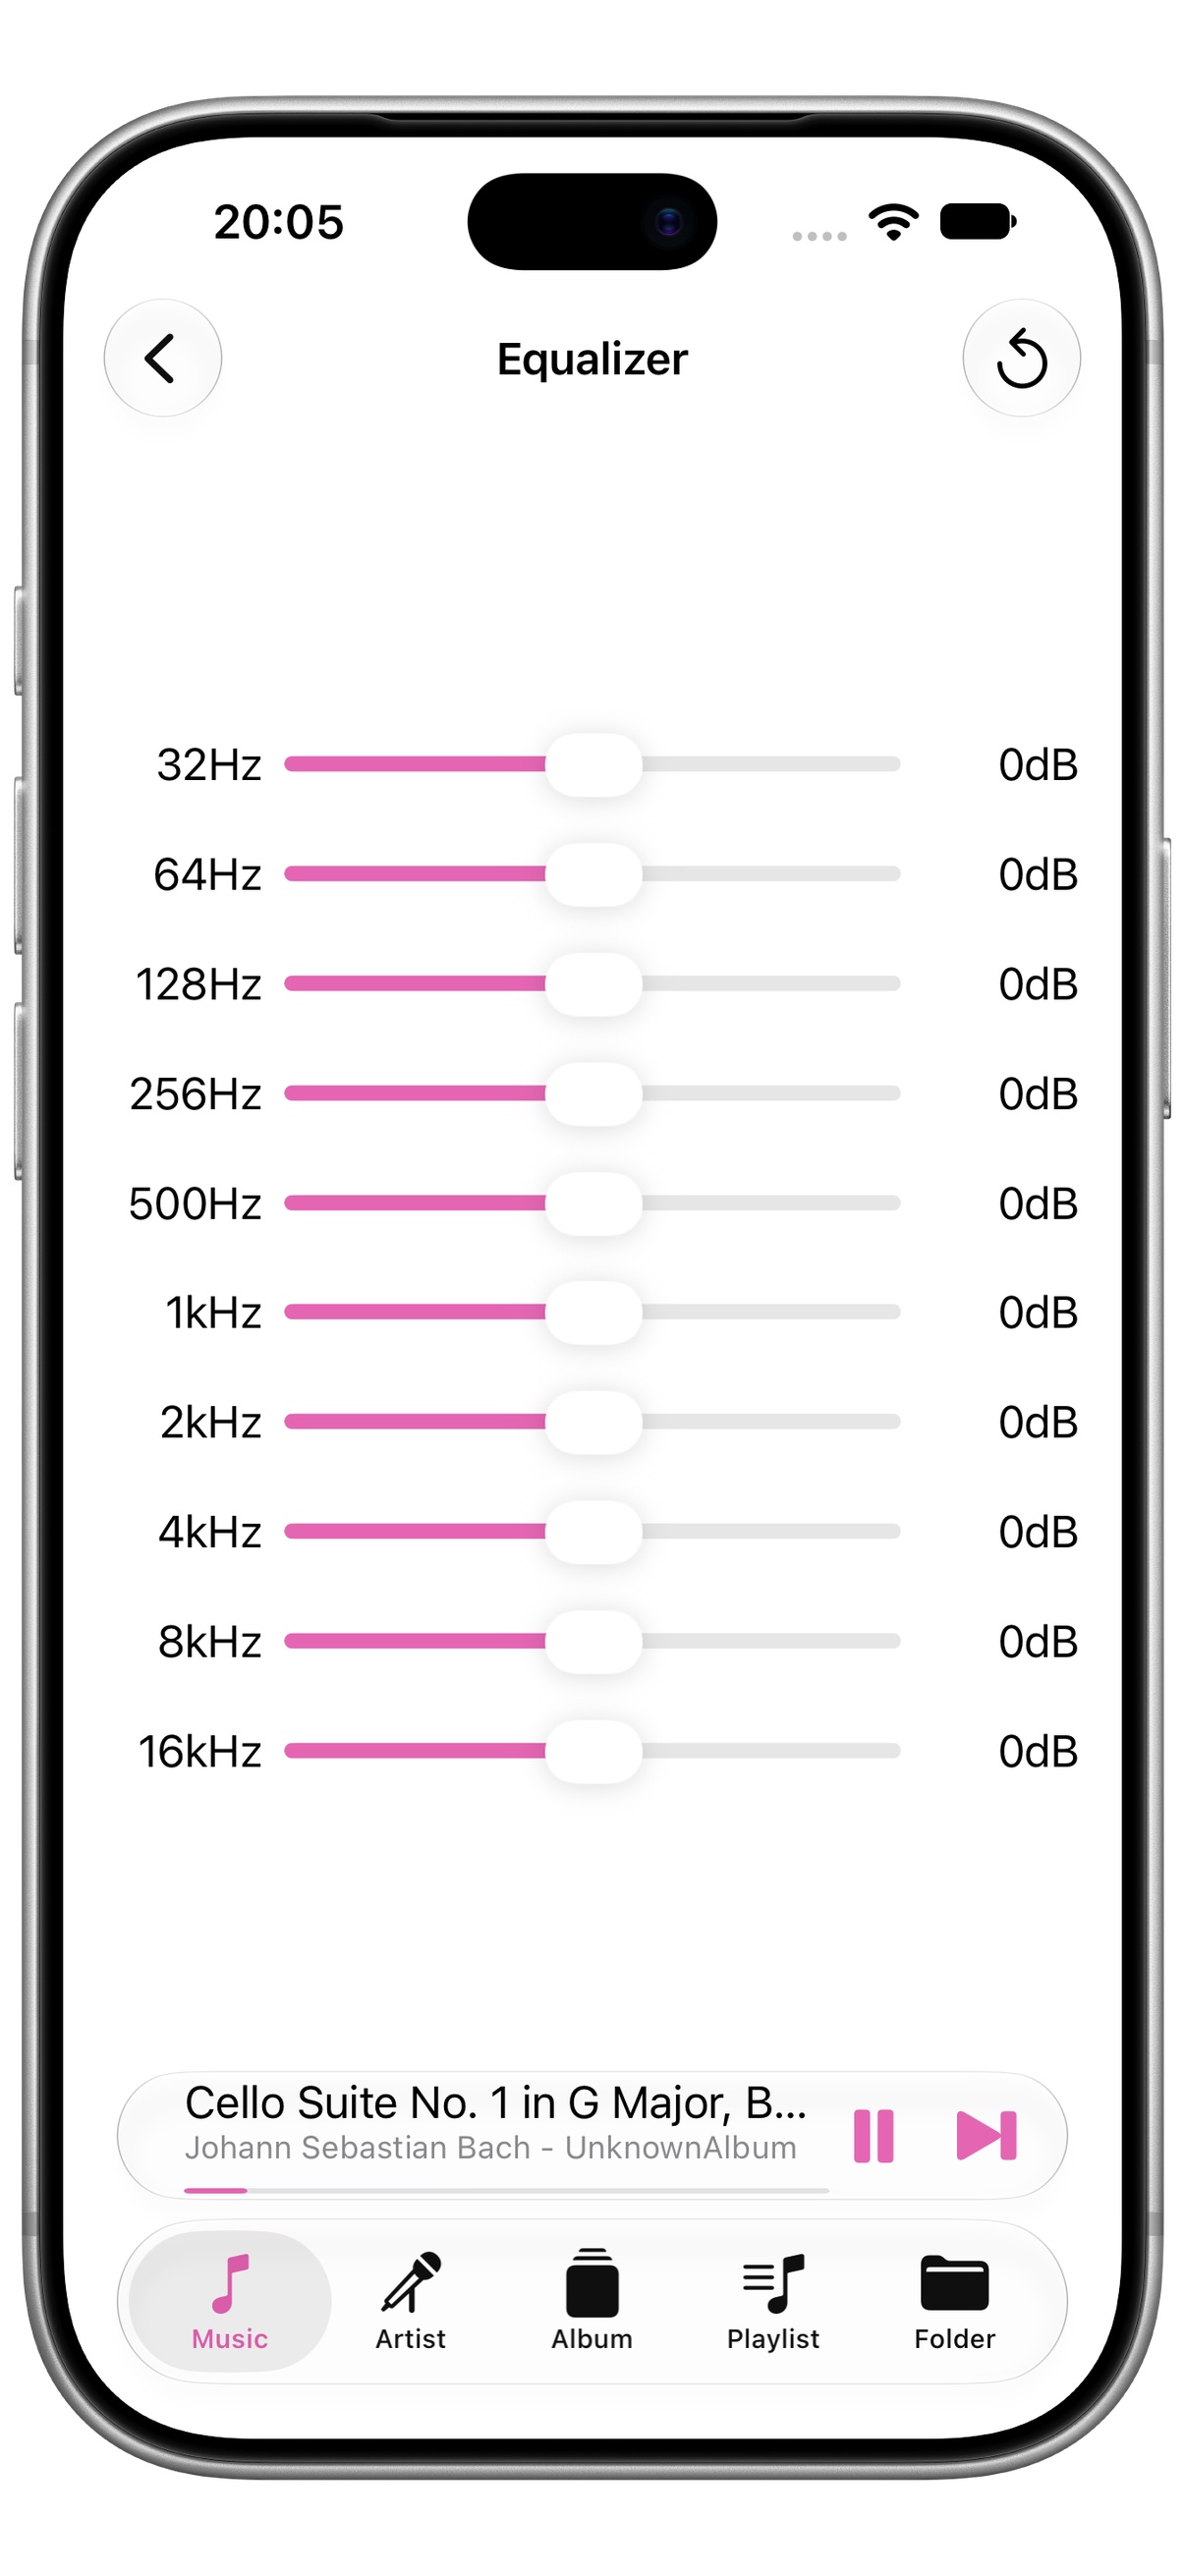 20:05
Equalizer
32Hz 0dB
64Hz 0dB
128Hz 0dB
256Hz 0dB
500Hz 0dB
1kHz 0dB
2kHz 0dB
4kHz 0dB
8kHz 0dB
16kHz 0dB
Cello Suite No. 1 in G Major, B...
Johann Sebastian Bach - UnknownAlbum
Music Artist Album Playlist Folder